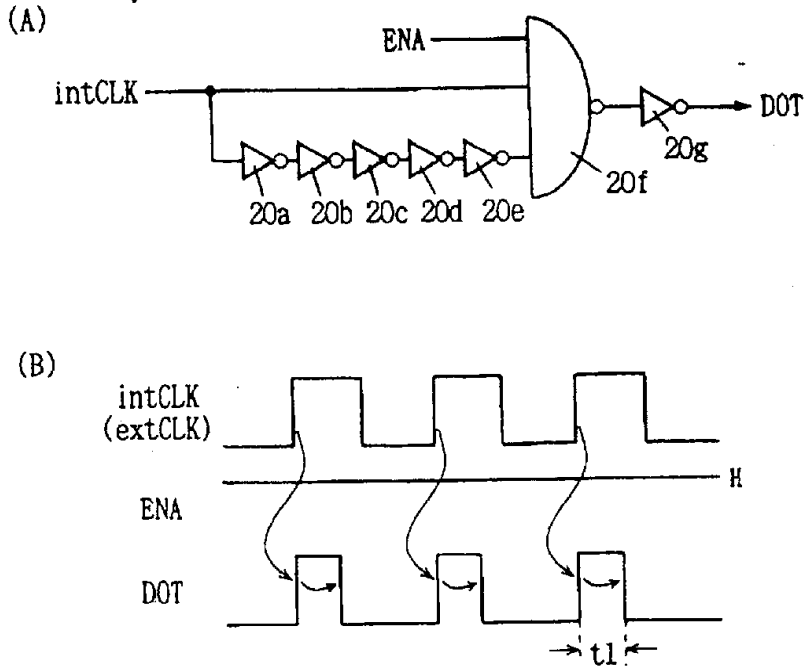 (A)
ENA
intCLK
DOT
20g
20f
20a 20b 20c 20d 20e
(B)
intCLK
(extCLK)
H
ENA
DOT
t1